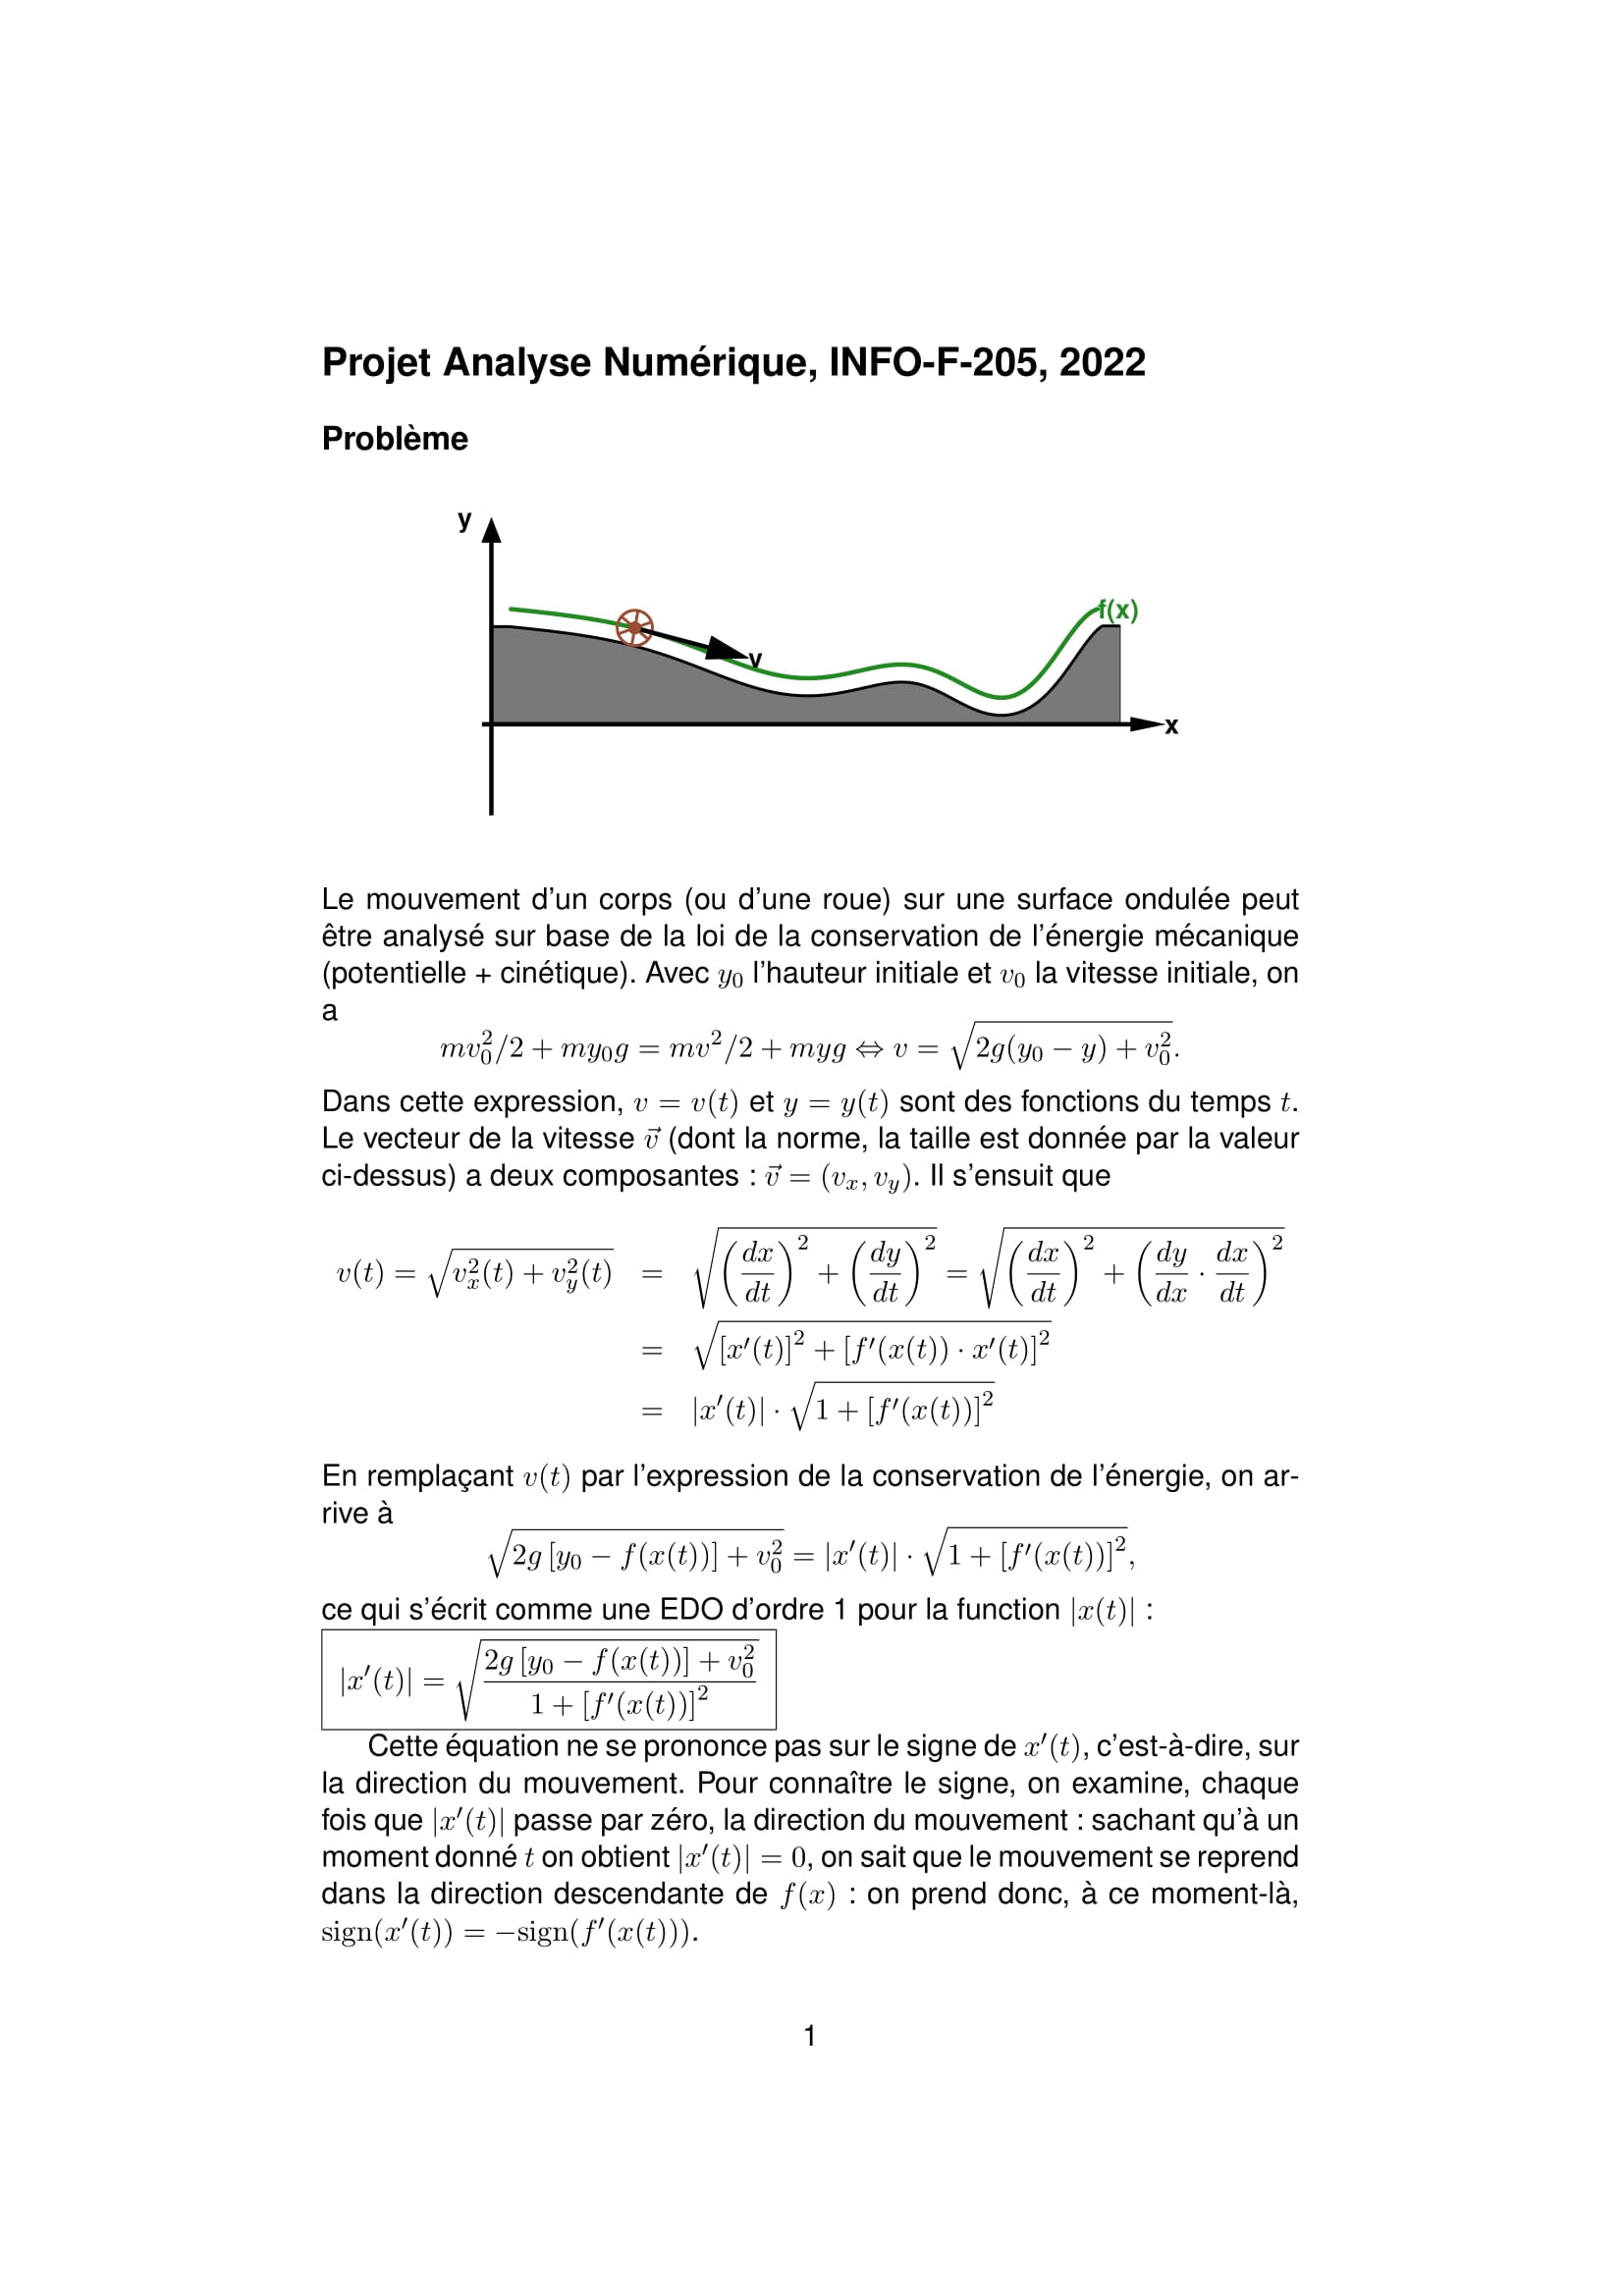 Projet Analyse Numérique, INFO-F-205, 2022
Problème
y
f(x)
v
x
Le mouvement d'un corps (ou d'une roue) sur une surface ondulée peut
être analysé sur base de la loi de la conservation de l'énergie mécanique
(potentielle + cinétique). Avec $y_0$ l'hauteur initiale et $v_0$ la vitesse initiale, on
a
$mv_0^2/2 + my_0g = mv^2/2 + myg \Leftrightarrow v = \sqrt{2g(y_0 - y) + v_0^2}.$
Dans cette expression, $v = v(t)$ et $y = y(t)$ sont des fonctions du temps $t$.
Le vecteur de la vitesse $\vec{v}$ (dont la norme, la taille est donnée par la valeur
ci-dessus) a deux composantes : $\vec{v} = (v_x, v_y)$. Il s'ensuit que
$v(t) = \sqrt{v_x^2(t) + v_y^2(t)} = \sqrt{\left(\frac{dx}{dt}\right)^2 + \left(\frac{dy}{dt}\right)^2} = \sqrt{\left(\frac{dx}{dt}\right)^2 + \left(\frac{dy}{dx} \cdot \frac{dx}{dt}\right)^2}$
$= \sqrt{[x'(t)]^2 + [f'(x(t)) \cdot x'(t)]^2}$
$= |x'(t)| \cdot \sqrt{1 + [f'(x(t))]^2}$
En remplaçant $v(t)$ par l'expression de la conservation de l'énergie, on ar-
rive à
$\sqrt{2g\,[y_0 - f(x(t))] + v_0^2} = |x'(t)| \cdot \sqrt{1 + [f'(x(t))]^2},$
ce qui s'écrit comme une EDO d'ordre 1 pour la function $|x(t)|$ :
$|x'(t)| = \sqrt{\frac{2g\,[y_0 - f(x(t))] + v_0^2}{1 + [f'(x(t))]^2}}$
Cette équation ne se prononce pas sur le signe de $x'(t)$, c'est-à-dire, sur
la direction du mouvement. Pour connaître le signe, on examine, chaque
fois que $|x'(t)|$ passe par zéro, la direction du mouvement : sachant qu'à un
moment donné $t$ on obtient $|x'(t)| = 0$, on sait que le mouvement se reprend
dans la direction descendante de $f(x)$ : on prend donc, à ce moment-là,
$\text{sign}(x'(t)) = -\text{sign}(f'(x(t))).$
1